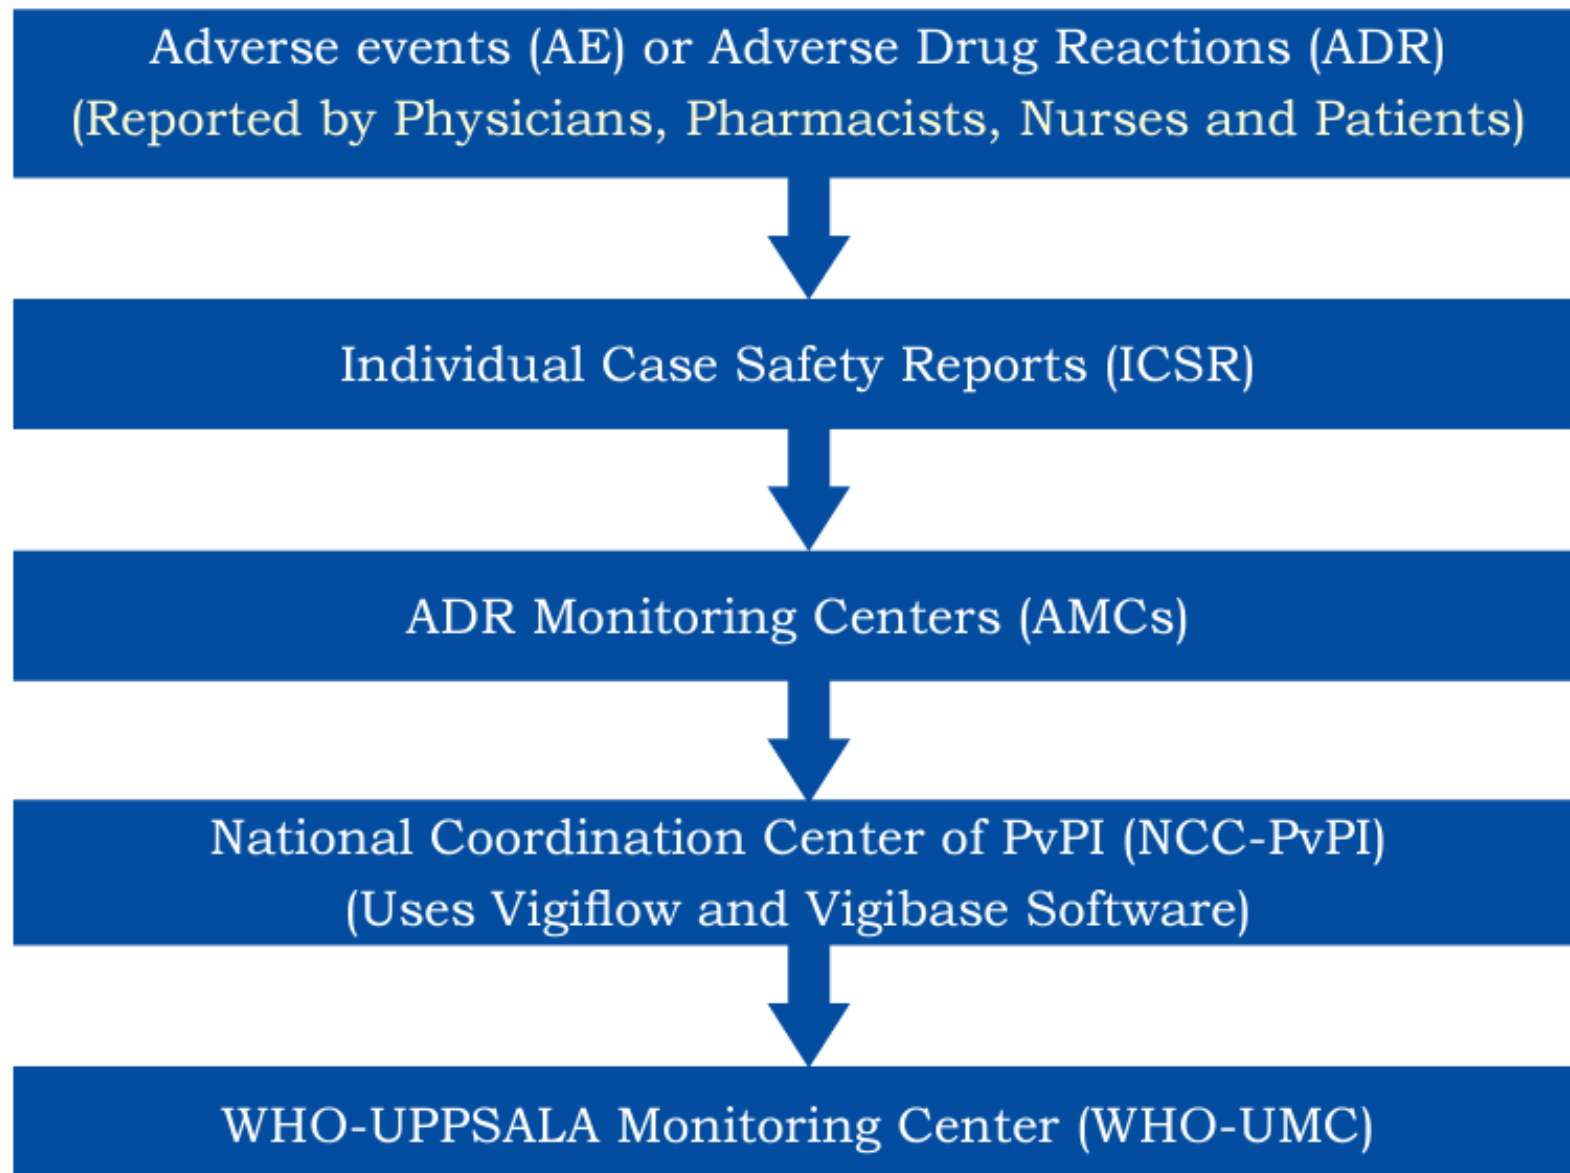 Adverse events (AE) or Adverse Drug Reactions (ADR)
(Reported by Physicians, Pharmacists, Nurses and Patients)
Individual Case Safety Reports (ICSR)
ADR Monitoring Centers (AMCs)
National Coordination Center of PvPI (NCC-PvPI)
(Uses Vigiflow and Vigibase Software)
WHO-UPPSALA Monitoring Center (WHO-UMC)